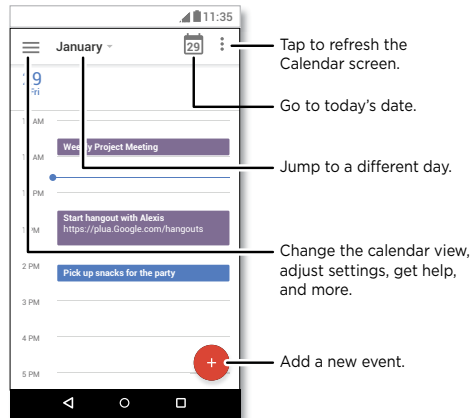 11:35
January
29
Tap to refresh the
Calendar screen.
Fri
Go to today's date.
AM
Weekly Project Meeting
AM
Jump to a different day.
PM
Start hangout with Alexis
https://plua.Google.com/hangouts
PM
Change the calendar view,
adjust settings, get help,
and more.
2 PM
Pick up snacks for the party
3 PM
4 PM
Add a new event.
5 PM